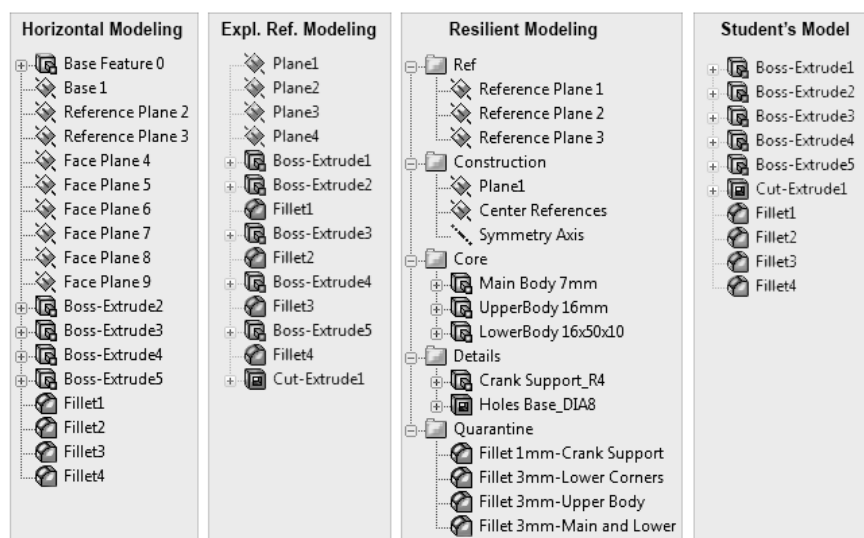 Horizontal Modeling
Base Feature 0
Base 1
Reference Plane 2
Reference Plane 3
Face Plane 4
Face Plane 5
Face Plane 6
Face Plane 7
Face Plane 8
Face Plane 9
Boss-Extrude2
Boss-Extrude3
Boss-Extrude4
Boss-Extrude5
Fillet1
Fillet2
Fillet3
Fillet4
Expl. Ref. Modeling
Plane1
Plane2
Plane3
Plane4
Boss-Extrude1
Boss-Extrude2
Fillet1
Boss-Extrude3
Fillet2
Boss-Extrude4
Fillet3
Boss-Extrude5
Fillet4
Cut-Extrude1
Resilient Modeling
Ref
Reference Plane 1
Reference Plane 2
Reference Plane 3
Construction
Plane1
Center References
Symmetry Axis
Core
Main Body 7mm
UpperBody 16mm
LowerBody 16x50x10
Details
Crank Support_R4
Holes Base_DIA8
Quarantine
Fillet 1mm-Crank Support
Fillet 3mm-Lower Corners
Fillet 3mm-Upper Body
Fillet 3mm-Main and Lower
Student's Model
Boss-Extrude1
Boss-Extrude2
Boss-Extrude3
Boss-Extrude4
Boss-Extrude5
Cut-Extrude1
Fillet1
Fillet2
Fillet3
Fillet4